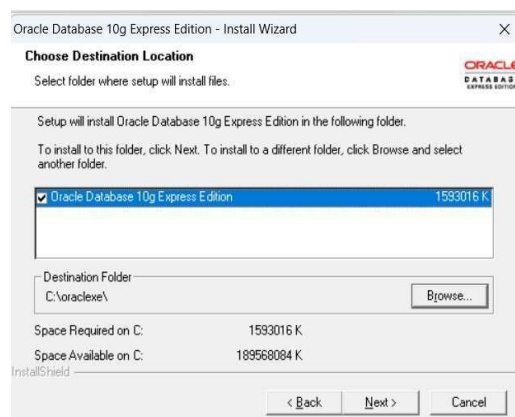 Oracle Database 10g Express Edition - Install Wizard
Choose Destination Location
Select folder where setup will install files.
ORACLE
DATABAS
EXPRESS EDITION
Setup will install Oracle Database 10g Express Edition in the following folder.
To install to this folder, click Next. To install to a different folder, click Browse and select
another folder.
Oracle Database 10g Express Edition 1593016 K
Destination Folder
C:\oraclexe\ Browse...
Space Required on C: 1593016 K
Space Available on C: 189568084 K
InstallShield
< Back Next > Cancel